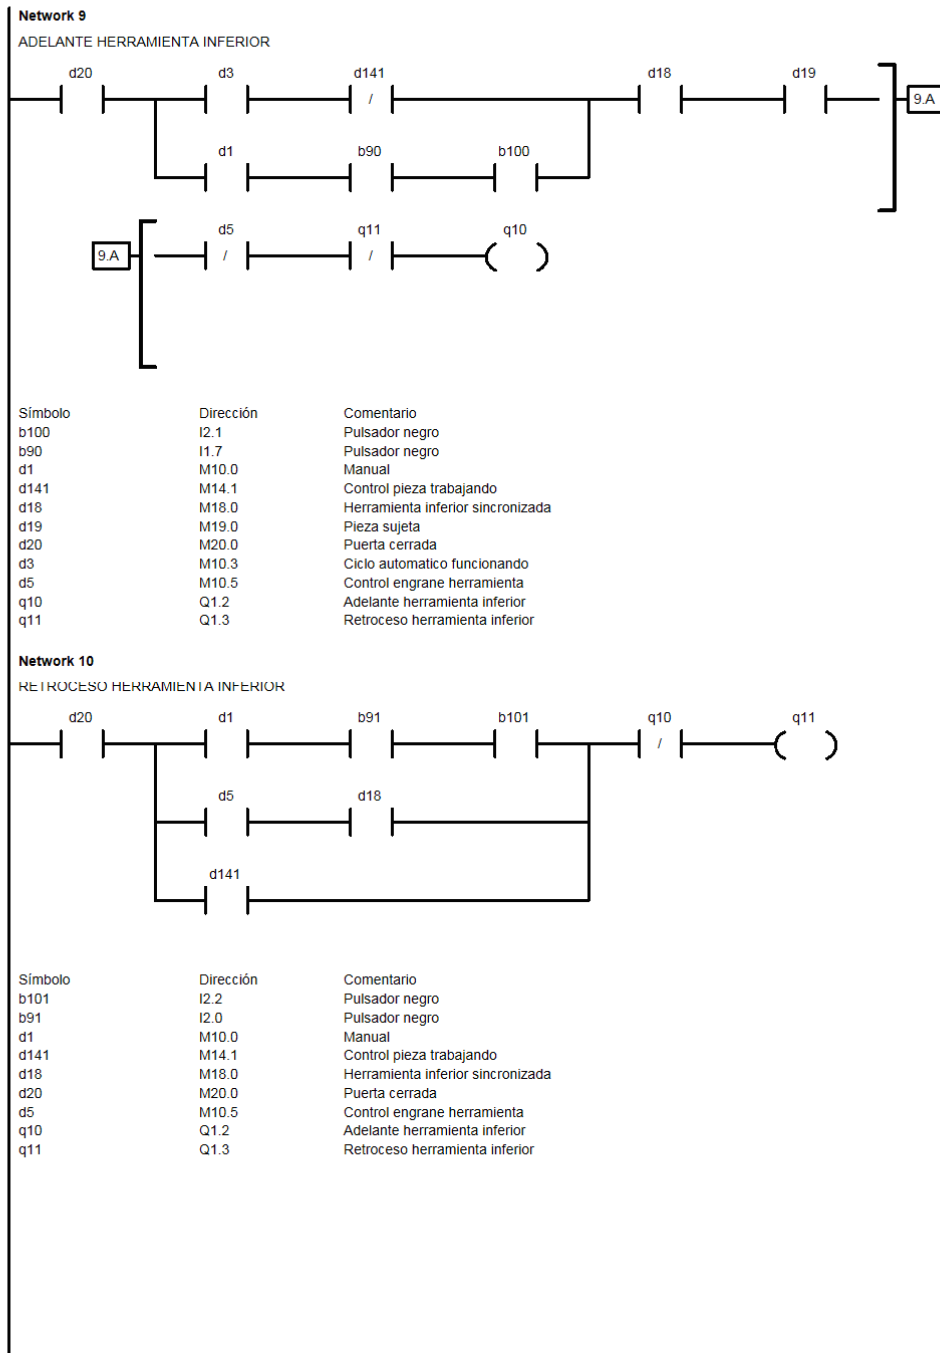 Network 9
ADELANTE HERRAMIENTA INFERIOR
d20 d3 d141 d18 d19
/
9.A
d1 b90 b100
d5 q11 q10
9.A / /
Símbolo Dirección Comentario
b100 I2.1 Pulsador negro
b90 I1.7 Pulsador negro
d1 M10.0 Manual
d141 M14.1 Control pieza trabajando
d18 M18.0 Herramienta inferior sincronizada
d19 M19.0 Pieza sujeta
d20 M20.0 Puerta cerrada
d3 M10.3 Ciclo automatico funcionando
d5 M10.5 Control engrane herramienta
q10 Q1.2 Adelante herramienta inferior
q11 Q1.3 Retroceso herramienta inferior
Network 10
RETROCESO HERRAMIENTA INFERIOR
d20 d1 b91 b101 q10 q11
/
d5 d18
d141
Símbolo Dirección Comentario
b101 I2.2 Pulsador negro
b91 I2.0 Pulsador negro
d1 M10.0 Manual
d141 M14.1 Control pieza trabajando
d18 M18.0 Herramienta inferior sincronizada
d20 M20.0 Puerta cerrada
d5 M10.5 Control engrane herramienta
q10 Q1.2 Adelante herramienta inferior
q11 Q1.3 Retroceso herramienta inferior